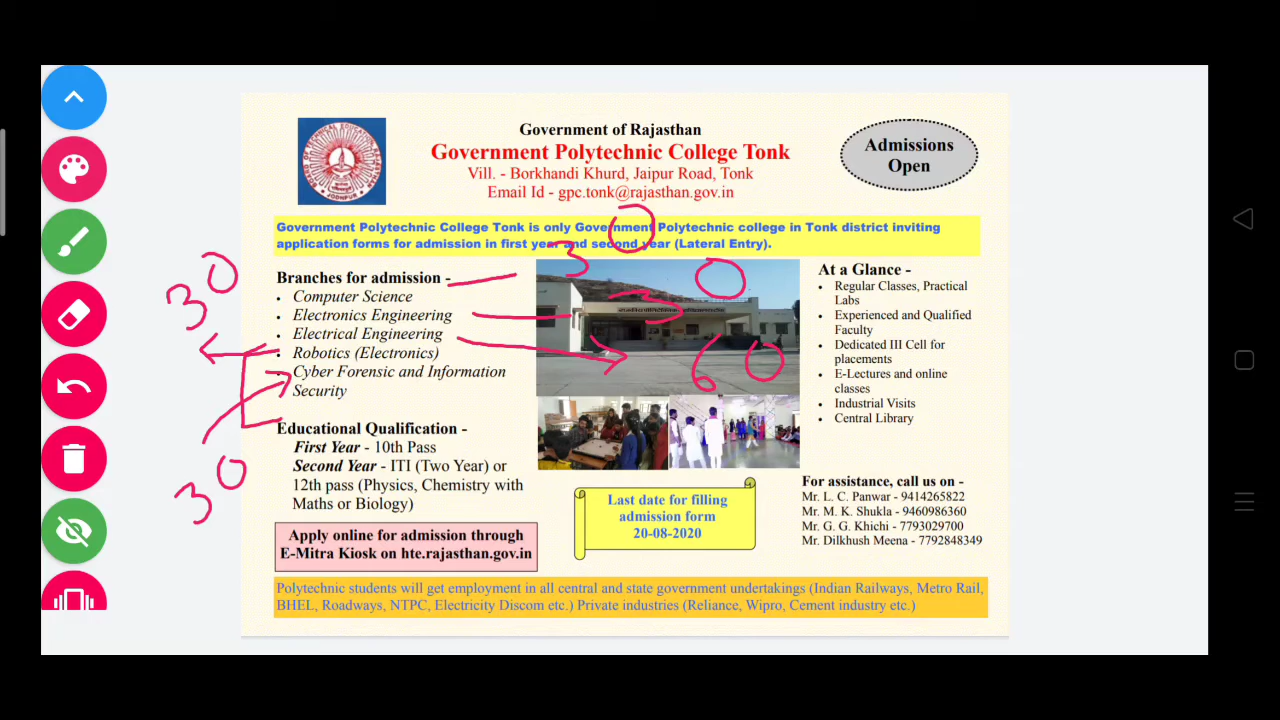 Government of Rajasthan
Government Polytechnic College Tonk
Vill. - Borkhandi Khurd, Jaipur Road, Tonk
Email Id - gpc.tonk@rajasthan.gov.in
Admissions
Open
JODHPUR
Government Polytechnic College Tonk is only Government Polytechnic college in Tonk district inviting
application forms for admission in first year and second year (Lateral Entry).
Branches for admission -
• Computer Science
• Electronics Engineering
• Electrical Engineering
• Robotics (Electronics)
• Cyber Forensic and Information
Security
30
30
60
30
30
Educational Qualification -
First Year - 10th Pass
Second Year - ITI (Two Year) or
12th pass (Physics, Chemistry with
Maths or Biology)
Apply online for admission through
E-Mitra Kiosk on hte.rajasthan.gov.in
Last date for filling
admission form
20-08-2020
At a Glance -
• Regular Classes, Practical
Labs
• Experienced and Qualified
Faculty
• Dedicated III Cell for
placements
• E-Lectures and online
classes
• Industrial Visits
• Central Library
For assistance, call us on -
Mr. L. C. Panwar - 9414265822
Mr. M. K. Shukla - 9460986360
Mr. G. G. Khichi - 7793029700
Mr. Dilkhush Meena - 7792848349
Polytechnic students will get employment in all central and state government undertakings (Indian Railways, Metro Rail,
BHEL, Roadways, NTPC, Electricity Discom etc.) Private industries (Reliance, Wipro, Cement industry etc.)